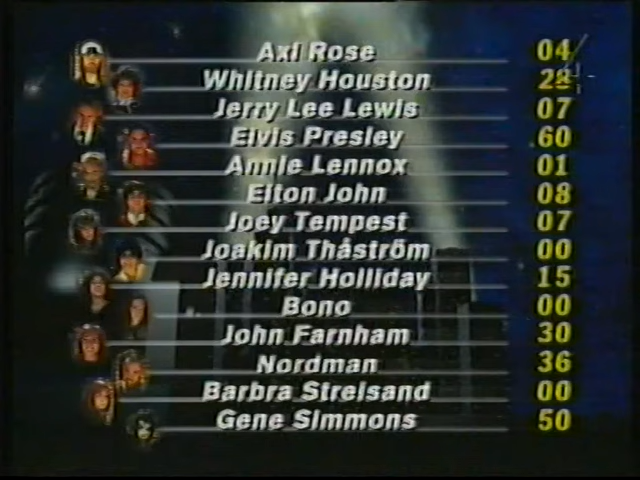 Axl Rose 04
Whitney Houston 28
Jerry Lee Lewis 07
Elvis Presley 60
Annie Lennox 01
Elton John 08
Joey Tempest 07
Joakim Thåström 00
Jennifer Holliday 15
Bono 00
John Farnham 30
Nordman 36
Barbra Streisand 00
Gene Simmons 50